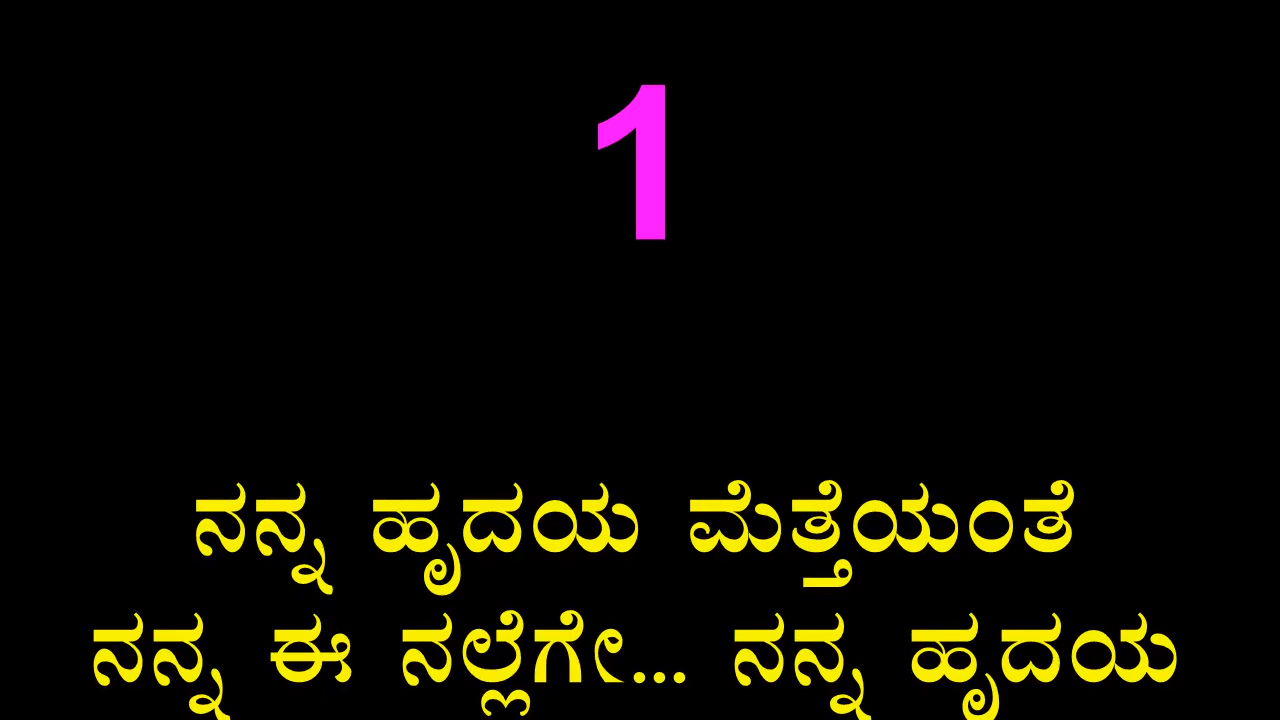 1
ನನ್ನ ಹೃದಯ ಮೆತ್ತೆಯಂತೆ
ನನ್ನ ಈ ನಲ್ಲೆಗೇ... ನನ್ನ ಹೃದಯ